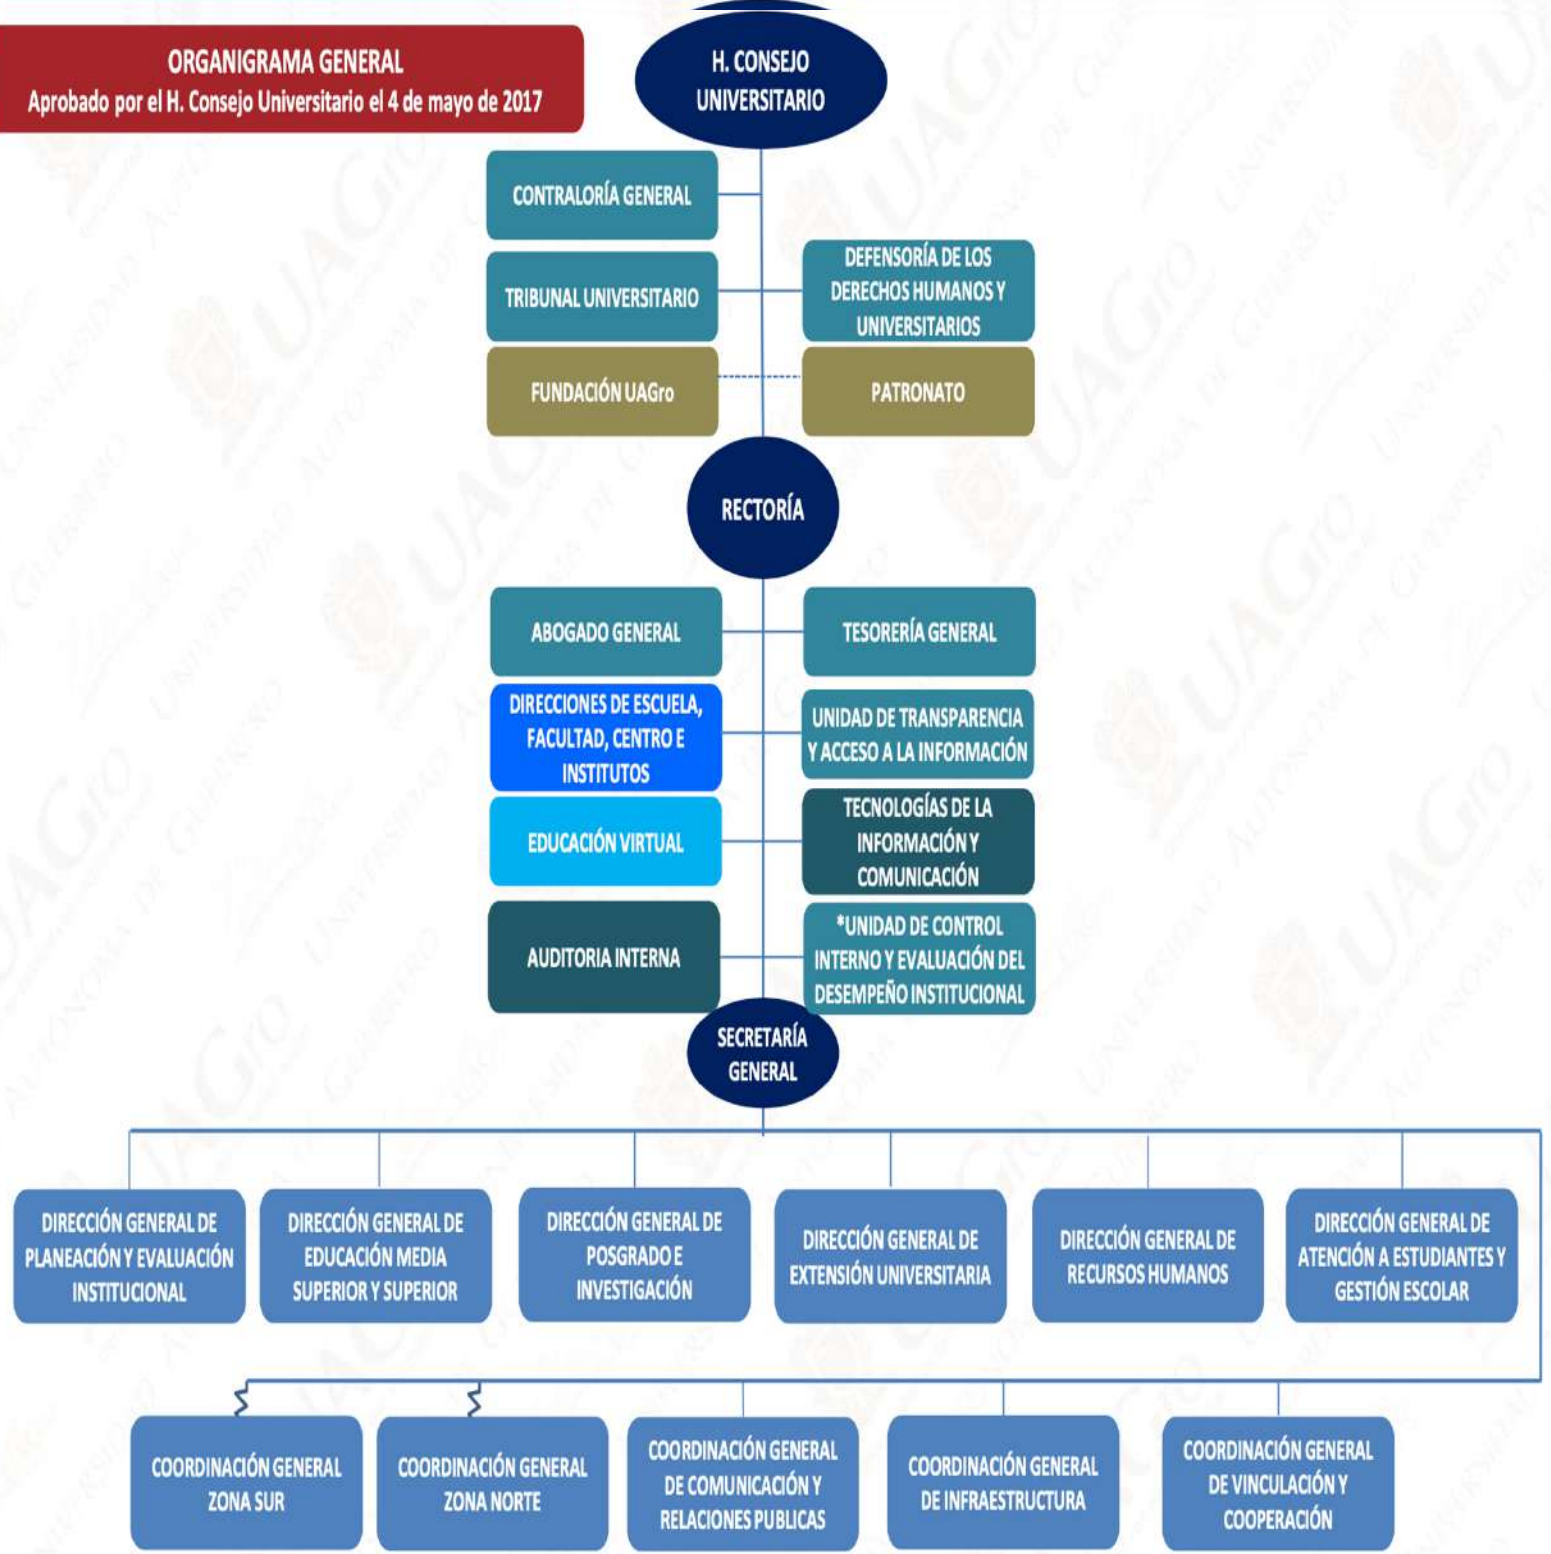 ORGANIGRAMA GENERAL
Aprobado por el H. Consejo Universitario el 4 de mayo de 2017
H. CONSEJO
UNIVERSITARIO
CONTRALORÍA GENERAL
TRIBUNAL UNIVERSITARIO
DEFENSORÍA DE LOS
DERECHOS HUMANOS Y
UNIVERSITARIOS
FUNDACIÓN UAGro
PATRONATO
RECTORÍA
ABOGADO GENERAL
TESORERÍA GENERAL
DIRECCIONES DE ESCUELA,
FACULTAD, CENTRO E
INSTITUTOS
UNIDAD DE TRANSPARENCIA
Y ACCESO A LA INFORMACIÓN
EDUCACIÓN VIRTUAL
TECNOLOGÍAS DE LA
INFORMACIÓN Y
COMUNICACIÓN
AUDITORIA INTERNA
*UNIDAD DE CONTROL
INTERNO Y EVALUACIÓN DEL
DESEMPEÑO INSTITUCIONAL
SECRETARÍA
GENERAL
DIRECCIÓN GENERAL DE
PLANEACIÓN Y EVALUACIÓN
INSTITUCIONAL
DIRECCIÓN GENERAL DE
EDUCACIÓN MEDIA
SUPERIOR Y SUPERIOR
DIRECCIÓN GENERAL DE
POSGRADO E
INVESTIGACIÓN
DIRECCIÓN GENERAL DE
EXTENSIÓN UNIVERSITARIA
DIRECCIÓN GENERAL DE
RECURSOS HUMANOS
DIRECCIÓN GENERAL DE
ATENCIÓN A ESTUDIANTES Y
GESTIÓN ESCOLAR
COORDINACIÓN GENERAL
ZONA SUR
COORDINACIÓN GENERAL
ZONA NORTE
COORDINACIÓN GENERAL
DE COMUNICACIÓN Y
RELACIONES PUBLICAS
COORDINACIÓN GENERAL
DE INFRAESTRUCTURA
COORDINACIÓN GENERAL
DE VINCULACIÓN Y
COOPERACIÓN